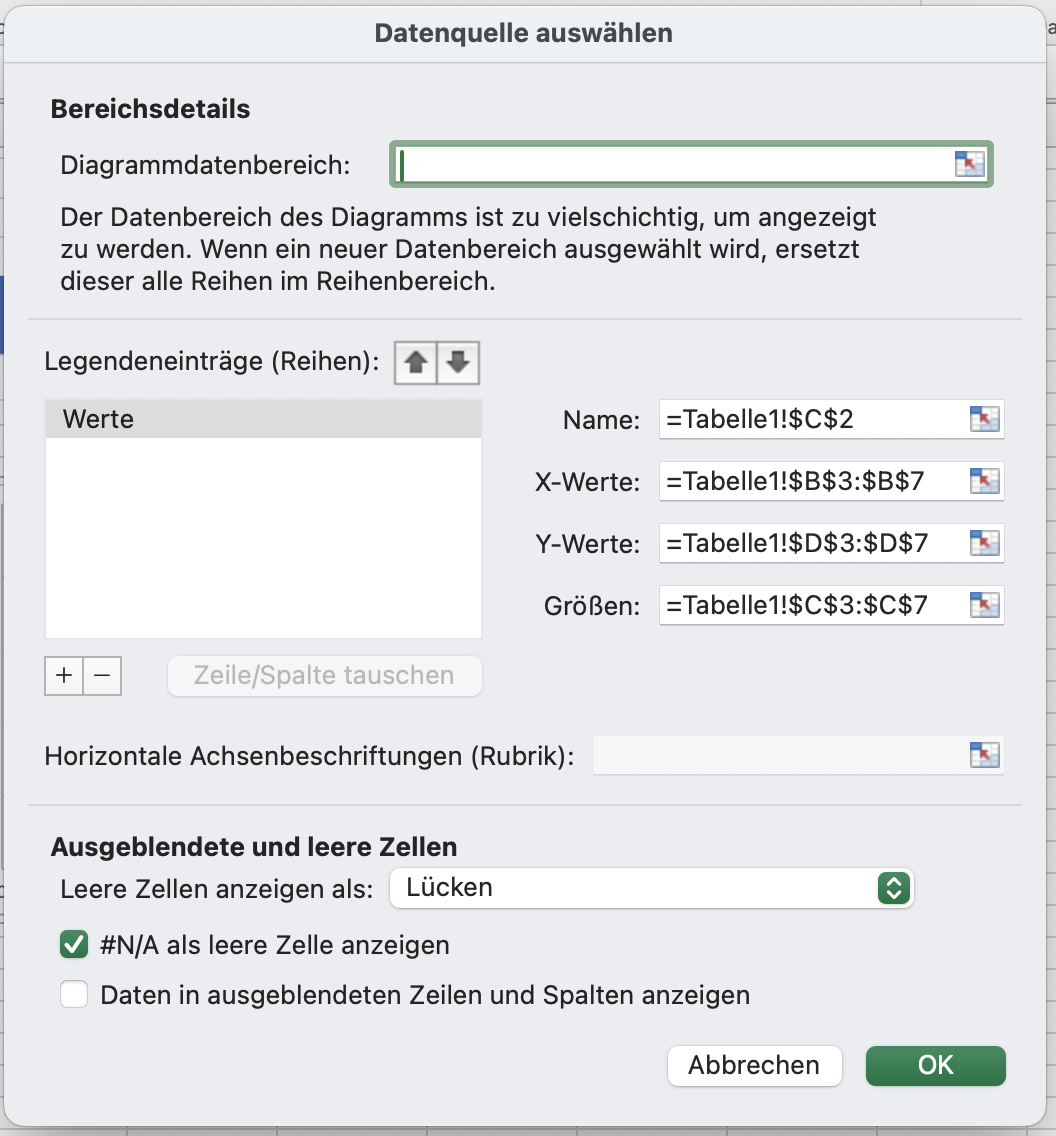 Datenquelle auswählen
Bereichsdetails
Diagrammdatenbereich:
Der Datenbereich des Diagramms ist zu vielschichtig, um angezeigt
zu werden. Wenn ein neuer Datenbereich ausgewählt wird, ersetzt
dieser alle Reihen im Reihenbereich.
Legendeneinträge (Reihen):
Werte
Name: =Tabelle1!$C$2
X-Werte: =Tabelle1!$B$3:$B$7
Y-Werte: =Tabelle1!$D$3:$D$7
Größen: =Tabelle1!$C$3:$C$7
+ − Zeile/Spalte tauschen
Horizontale Achsenbeschriftungen (Rubrik):
Ausgeblendete und leere Zellen
Leere Zellen anzeigen als: Lücken
#N/A als leere Zelle anzeigen
Daten in ausgeblendeten Zeilen und Spalten anzeigen
Abbrechen OK